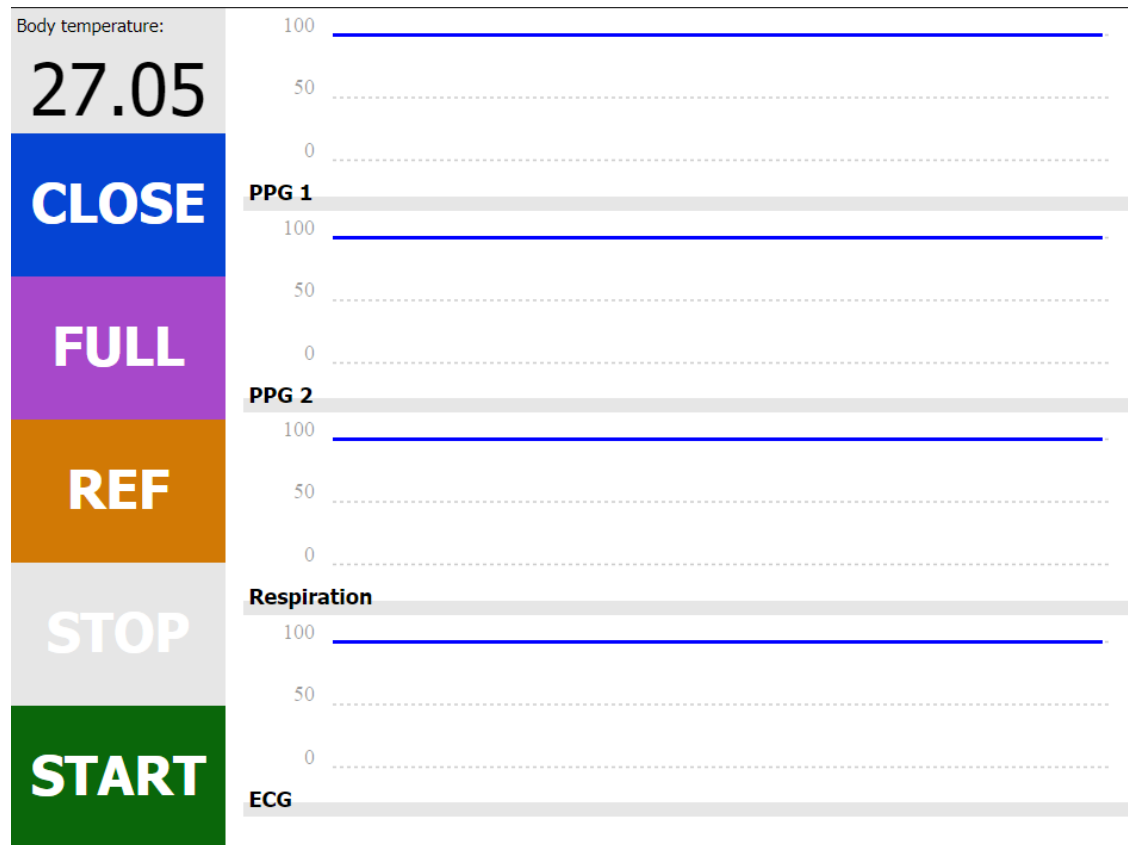 Body temperature:
27.05
CLOSE
FULL
REF
STOP
START
100
50
0
PPG 1
100
50
0
PPG 2
100
50
0
Respiration
100
50
0
ECG